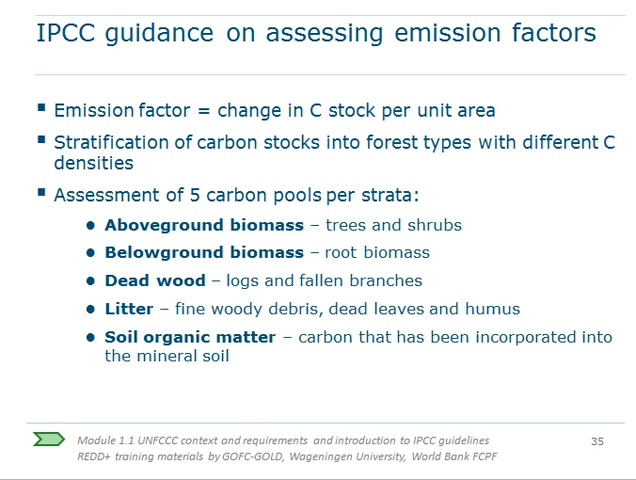 IPCC guidance on assessing emission factors
Emission factor = change in C stock per unit area
Stratification of carbon stocks into forest types with different C
densities
Assessment of 5 carbon pools per strata:
Aboveground biomass – trees and shrubs
Belowground biomass – root biomass
Dead wood – logs and fallen branches
Litter – fine woody debris, dead leaves and humus
Soil organic matter – carbon that has been incorporated into
the mineral soil
Module 1.1 UNFCCC context and requirements and introduction to IPCC guidelines
REDD+ training materials by GOFC-GOLD, Wageningen University, World Bank FCPF
35